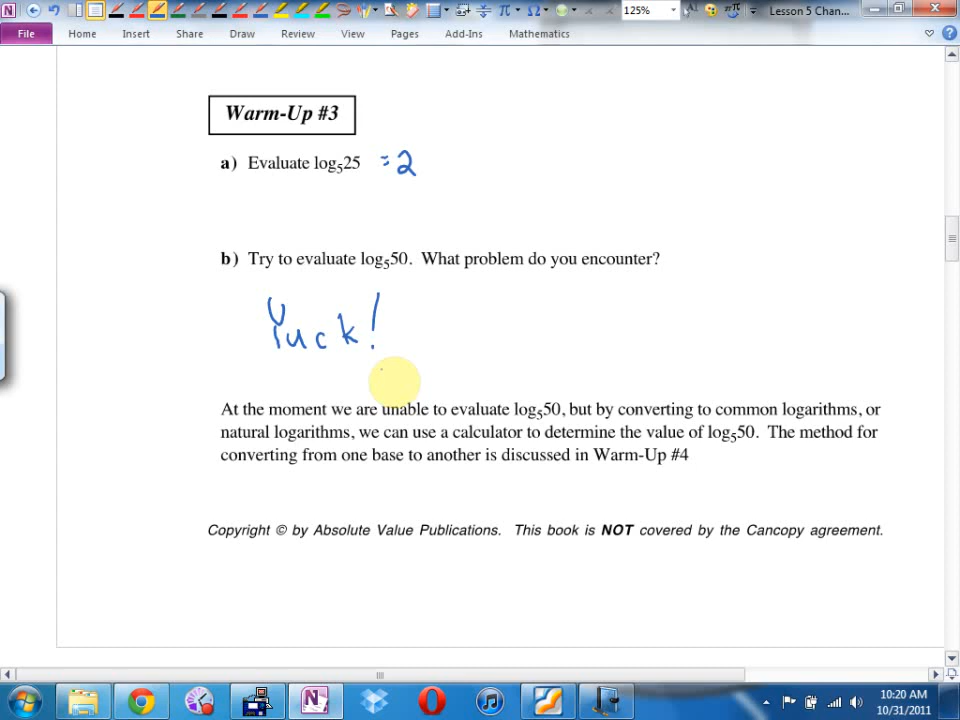 125% Lesson 5 Chan...
File Home Insert Share Draw Review View Pages Add-Ins Mathematics
Warm-Up #3
a) Evaluate log₅25 = 2
b) Try to evaluate log₅50. What problem do you encounter?
Yuck!
At the moment we are unable to evaluate log₅50, but by converting to common logarithms, or
natural logarithms, we can use a calculator to determine the value of log₅50. The method for
converting from one base to another is discussed in Warm-Up #4
Copyright © by Absolute Value Publications. This book is NOT covered by the Cancopy agreement.
10:20 AM
10/31/2011